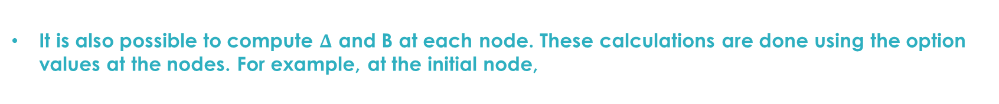 • It is also possible to compute Δ and B at each node. These calculations are done using the option
values at the nodes. For example, at the initial node,